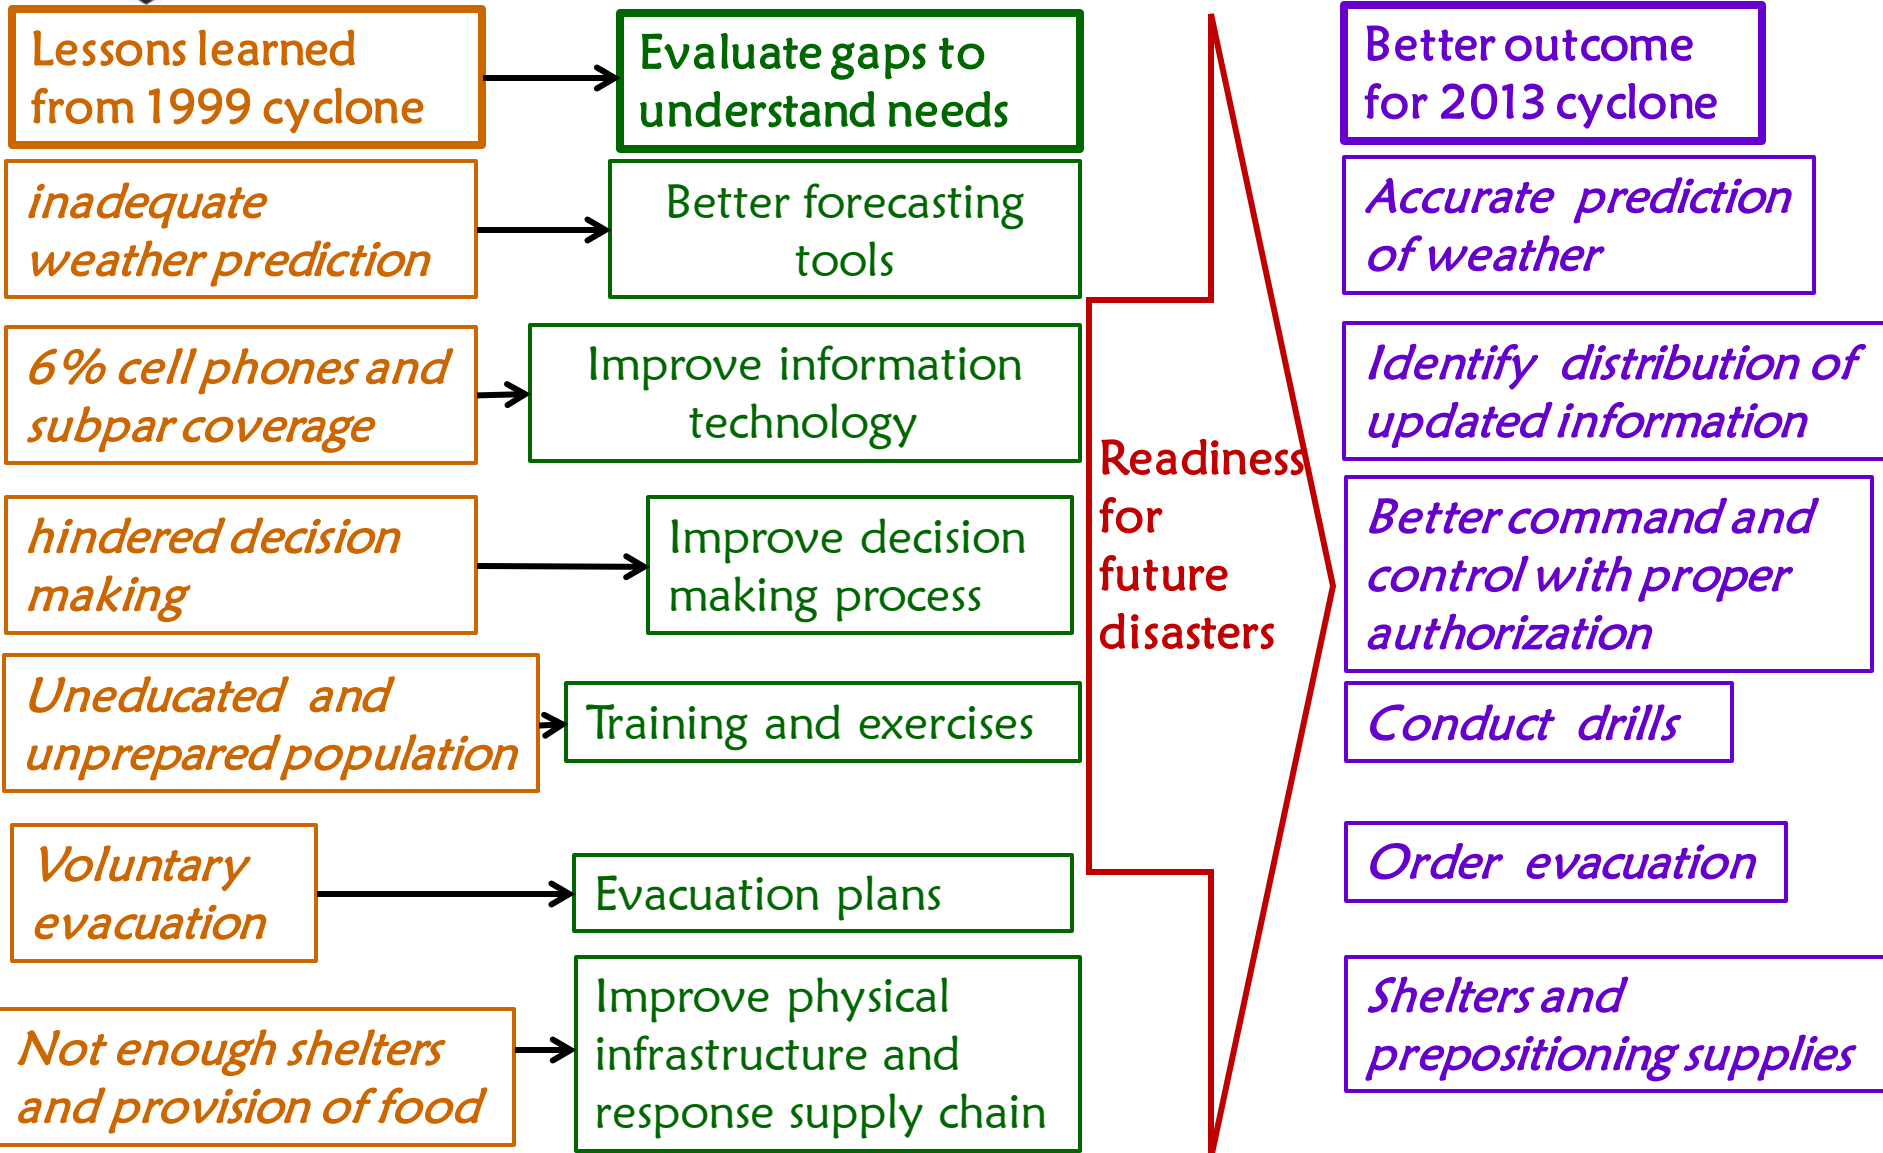 Lessons learned
from 1999 cyclone
Evaluate gaps to
understand needs
Better outcome
for 2013 cyclone
inadequate
weather prediction
Better forecasting
tools
Accurate prediction
of weather
6% cell phones and
subpar coverage
Improve information
technology
Identify distribution of
updated information
hindered decision
making
Improve decision
making process
Better command and
control with proper
authorization
Uneducated and
unprepared population
Training and exercises
Conduct drills
Voluntary
evacuation
Evacuation plans
Order evacuation
Not enough shelters
and provision of food
Improve physical
infrastructure and
response supply chain
Shelters and
prepositioning supplies
Readiness
for
future
disasters